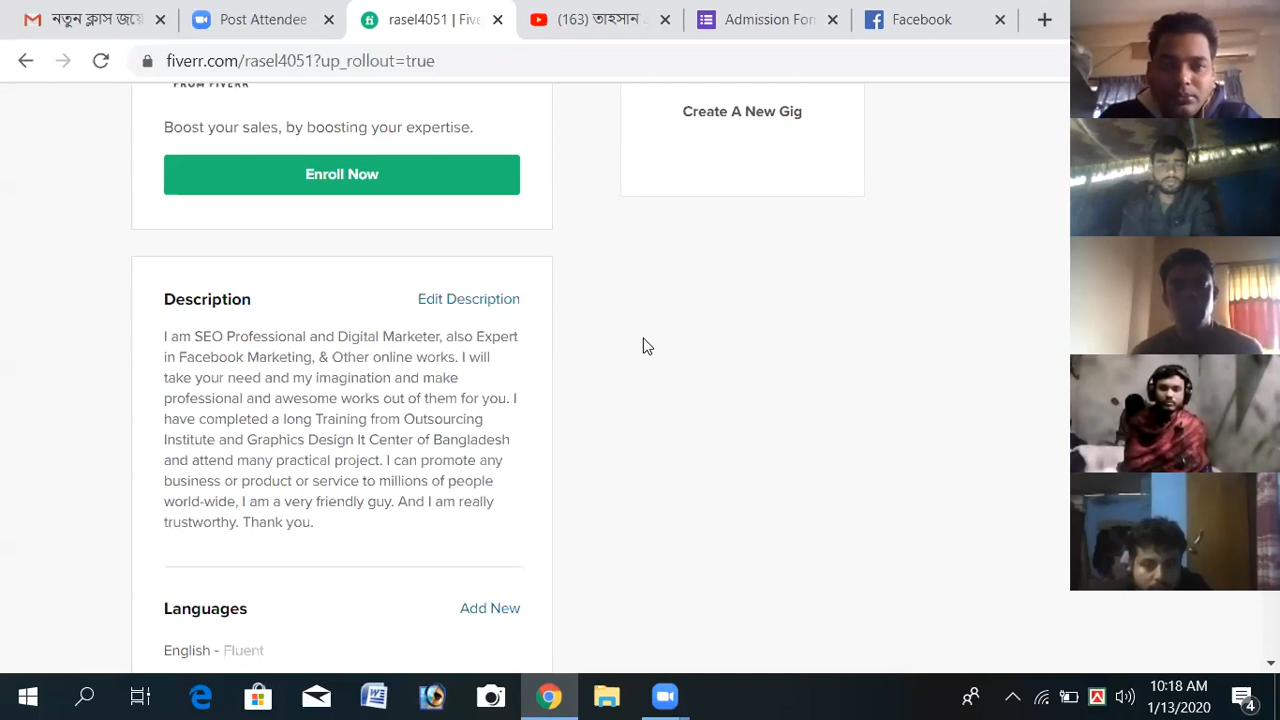 নতুন ক্লাস জয়ে
Post Attendee
rasel4051 | Five
(163) তাহসান
Admission For
Facebook
fiverr.com/rasel4051?up_rollout=true
FROM FIVERR
Boost your sales, by boosting your expertise.
Enroll Now
Create A New Gig
Description
Edit Description
I am SEO Professional and Digital Marketer, also Expert
in Facebook Marketing, & Other online works. I will
take your need and my imagination and make
professional and awesome works out of them for you. I
have completed a long Training from Outsourcing
Institute and Graphics Design It Center of Bangladesh
and attend many practical project. I can promote any
business or product or service to millions of people
world-wide, I am a very friendly guy. And I am really
trustworthy. Thank you.
Languages
Add New
English - Fluent
10:18 AM
1/13/2020
4